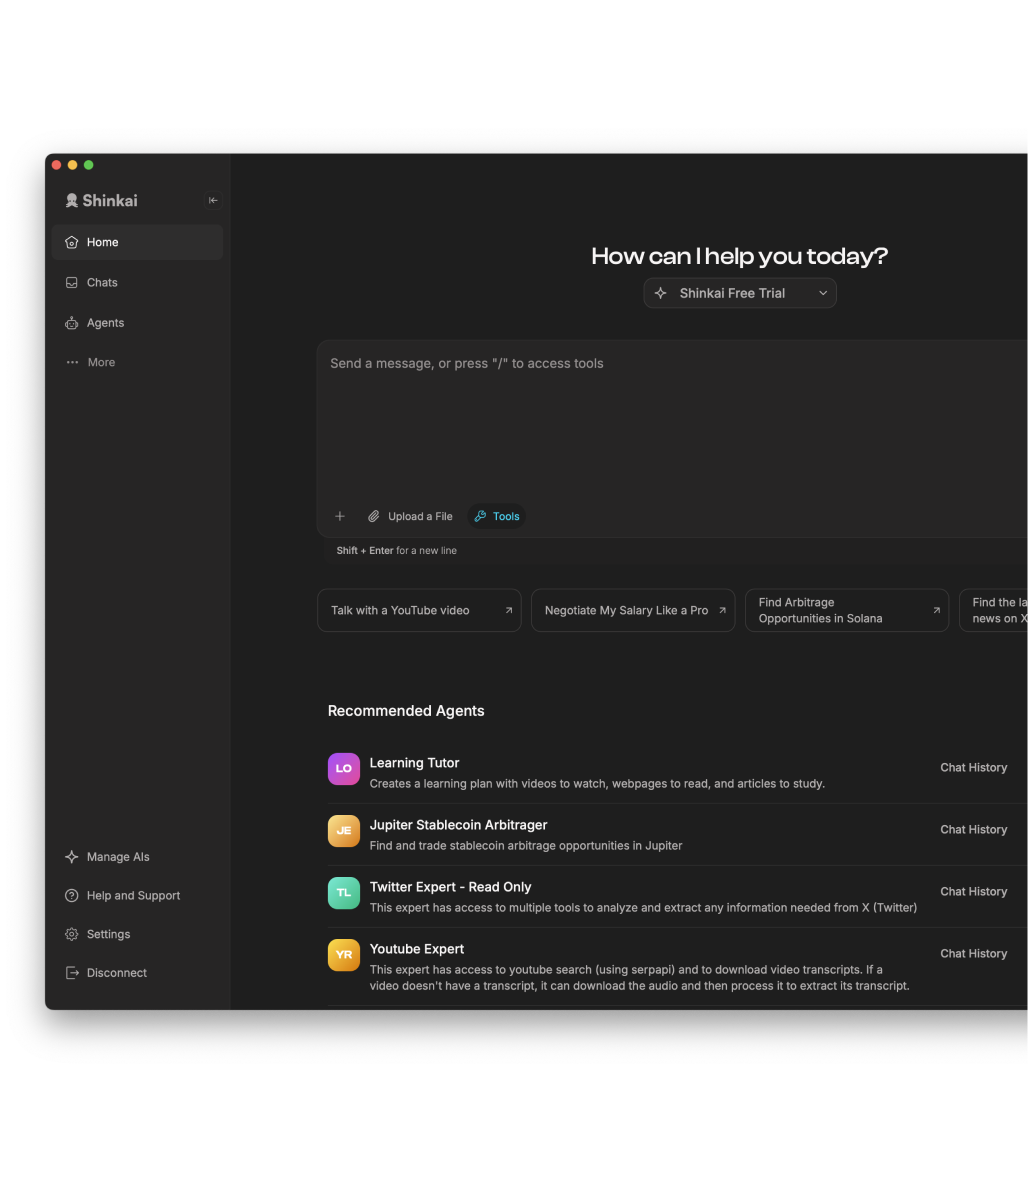 Shinkai
Home
Chats
Agents
More
Manage AIs
Help and Support
Settings
Disconnect
How can I help you today?
Shinkai Free Trial
Send a message, or press "/" to access tools
Upload a File
Tools
Shift + Enter for a new line
Talk with a YouTube video
Negotiate My Salary Like a Pro
Find Arbitrage
Opportunities in Solana
Find the la
news on X
Recommended Agents
LO
Learning Tutor
Creates a learning plan with videos to watch, webpages to read, and articles to study.
Chat History
JE
Jupiter Stablecoin Arbitrager
Find and trade stablecoin arbitrage opportunities in Jupiter
Chat History
TL
Twitter Expert - Read Only
This expert has access to multiple tools to analyze and extract any information needed from X (Twitter)
Chat History
YR
Youtube Expert
This expert has access to youtube search (using serpapi) and to download video transcripts. If a
video doesn't have a transcript, it can download the audio and then process it to extract its transcript.
Chat History